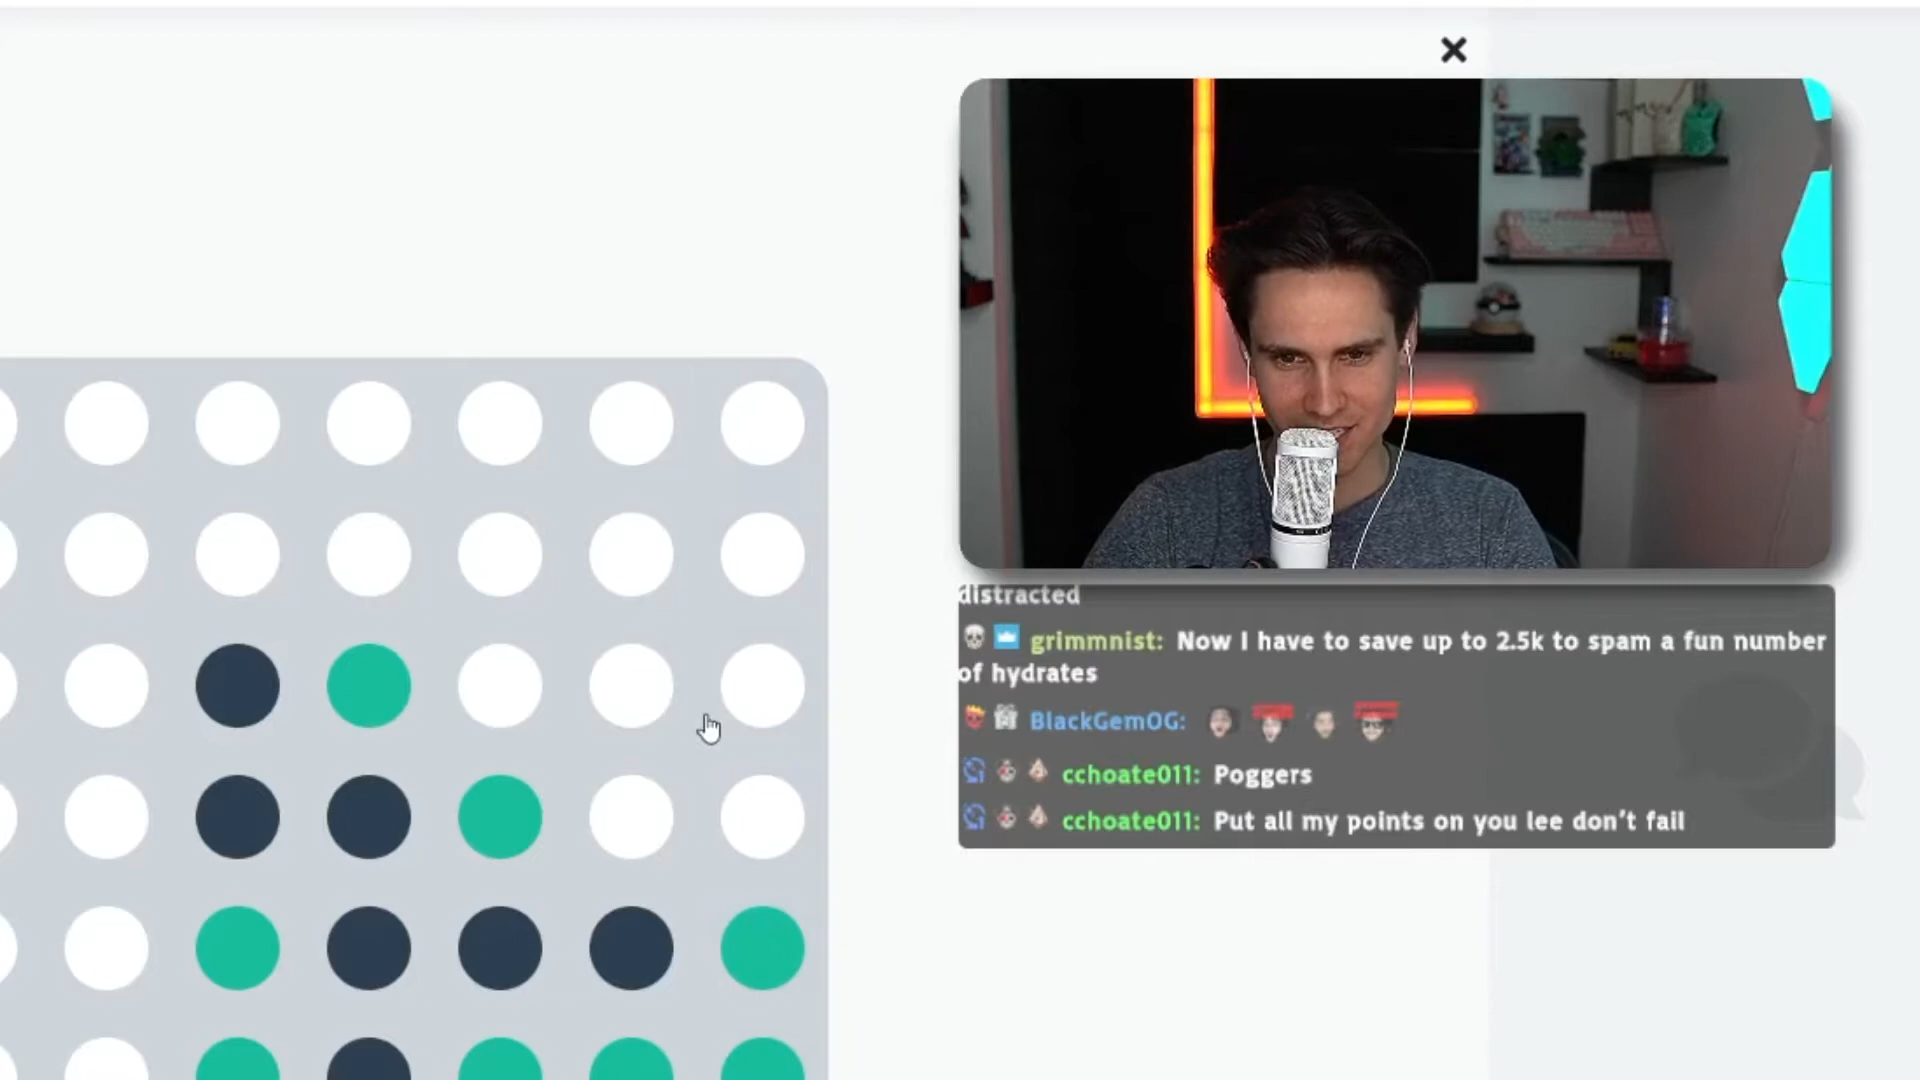 distracted
grimmnist: Now I have to save up to 2.5k to spam a fun number
of hydrates
BlackGemOG:
cchoate011: Poggers
cchoate011: Put all my points on you lee don't fail